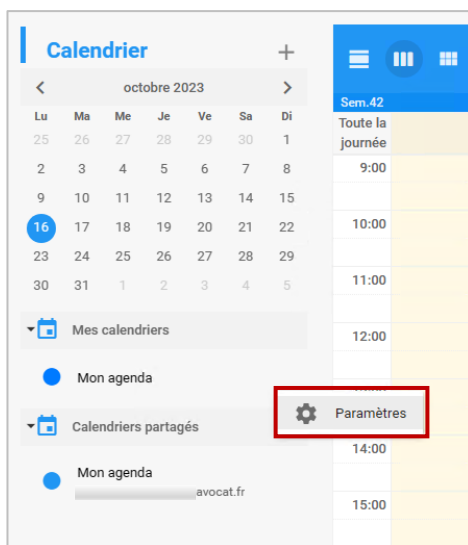 Calendrier
+
octobre 2023
Lu Ma Me Je Ve Sa Di
25 26 27 28 29 30 1
2 3 4 5 6 7 8
9 10 11 12 13 14 15
16 17 18 19 20 21 22
23 24 25 26 27 28 29
30 31 1 2 3 4 5
Mes calendriers
Mon agenda
Calendriers partagés
Mon agenda
avocat.fr
Paramètres
Sem.42
Toute la
journée
9:00
10:00
11:00
12:00
14:00
15:00